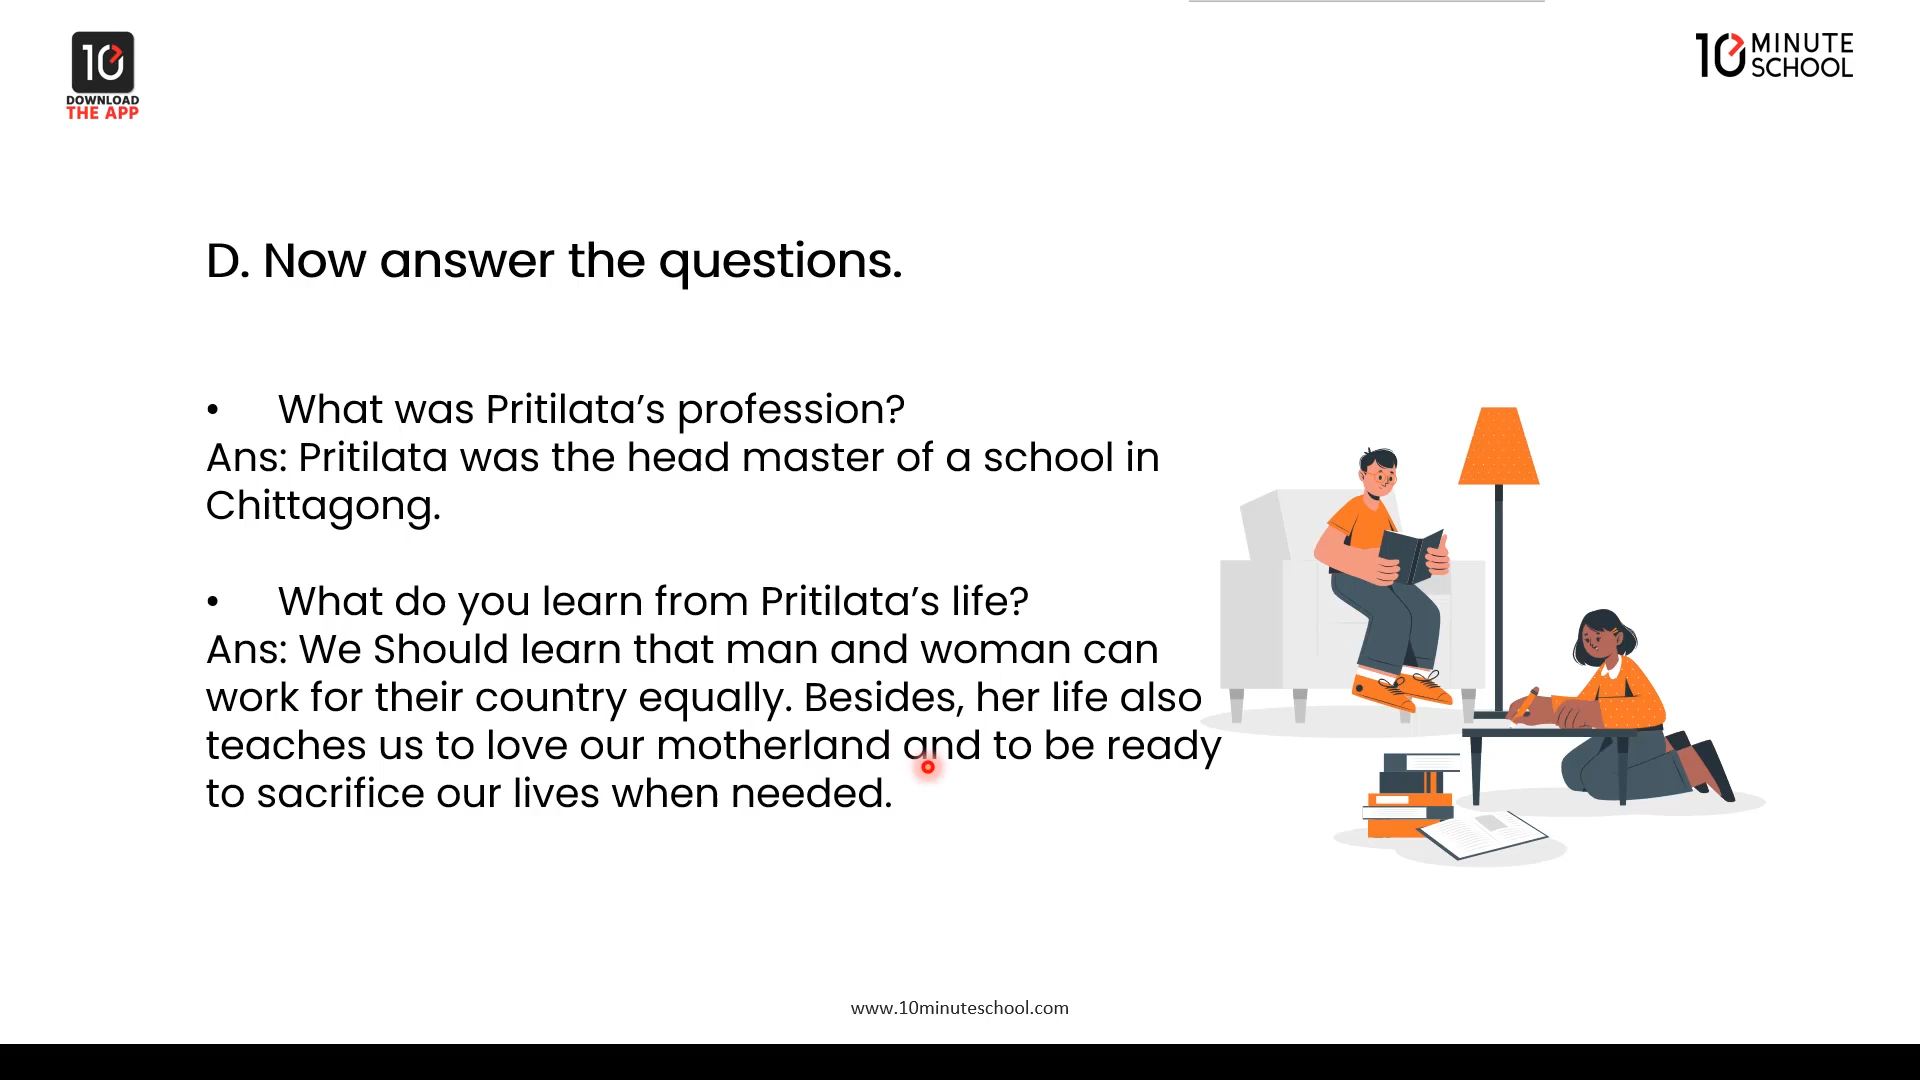 10
DOWNLOAD
THE APP
10 MINUTE
SCHOOL
D. Now answer the questions.
• What was Pritilata’s profession?
Ans: Pritilata was the head master of a school in
Chittagong.
• What do you learn from Pritilata’s life?
Ans: We Should learn that man and woman can
work for their country equally. Besides, her life also
teaches us to love our motherland and to be ready
to sacrifice our lives when needed.
www.10minuteschool.com